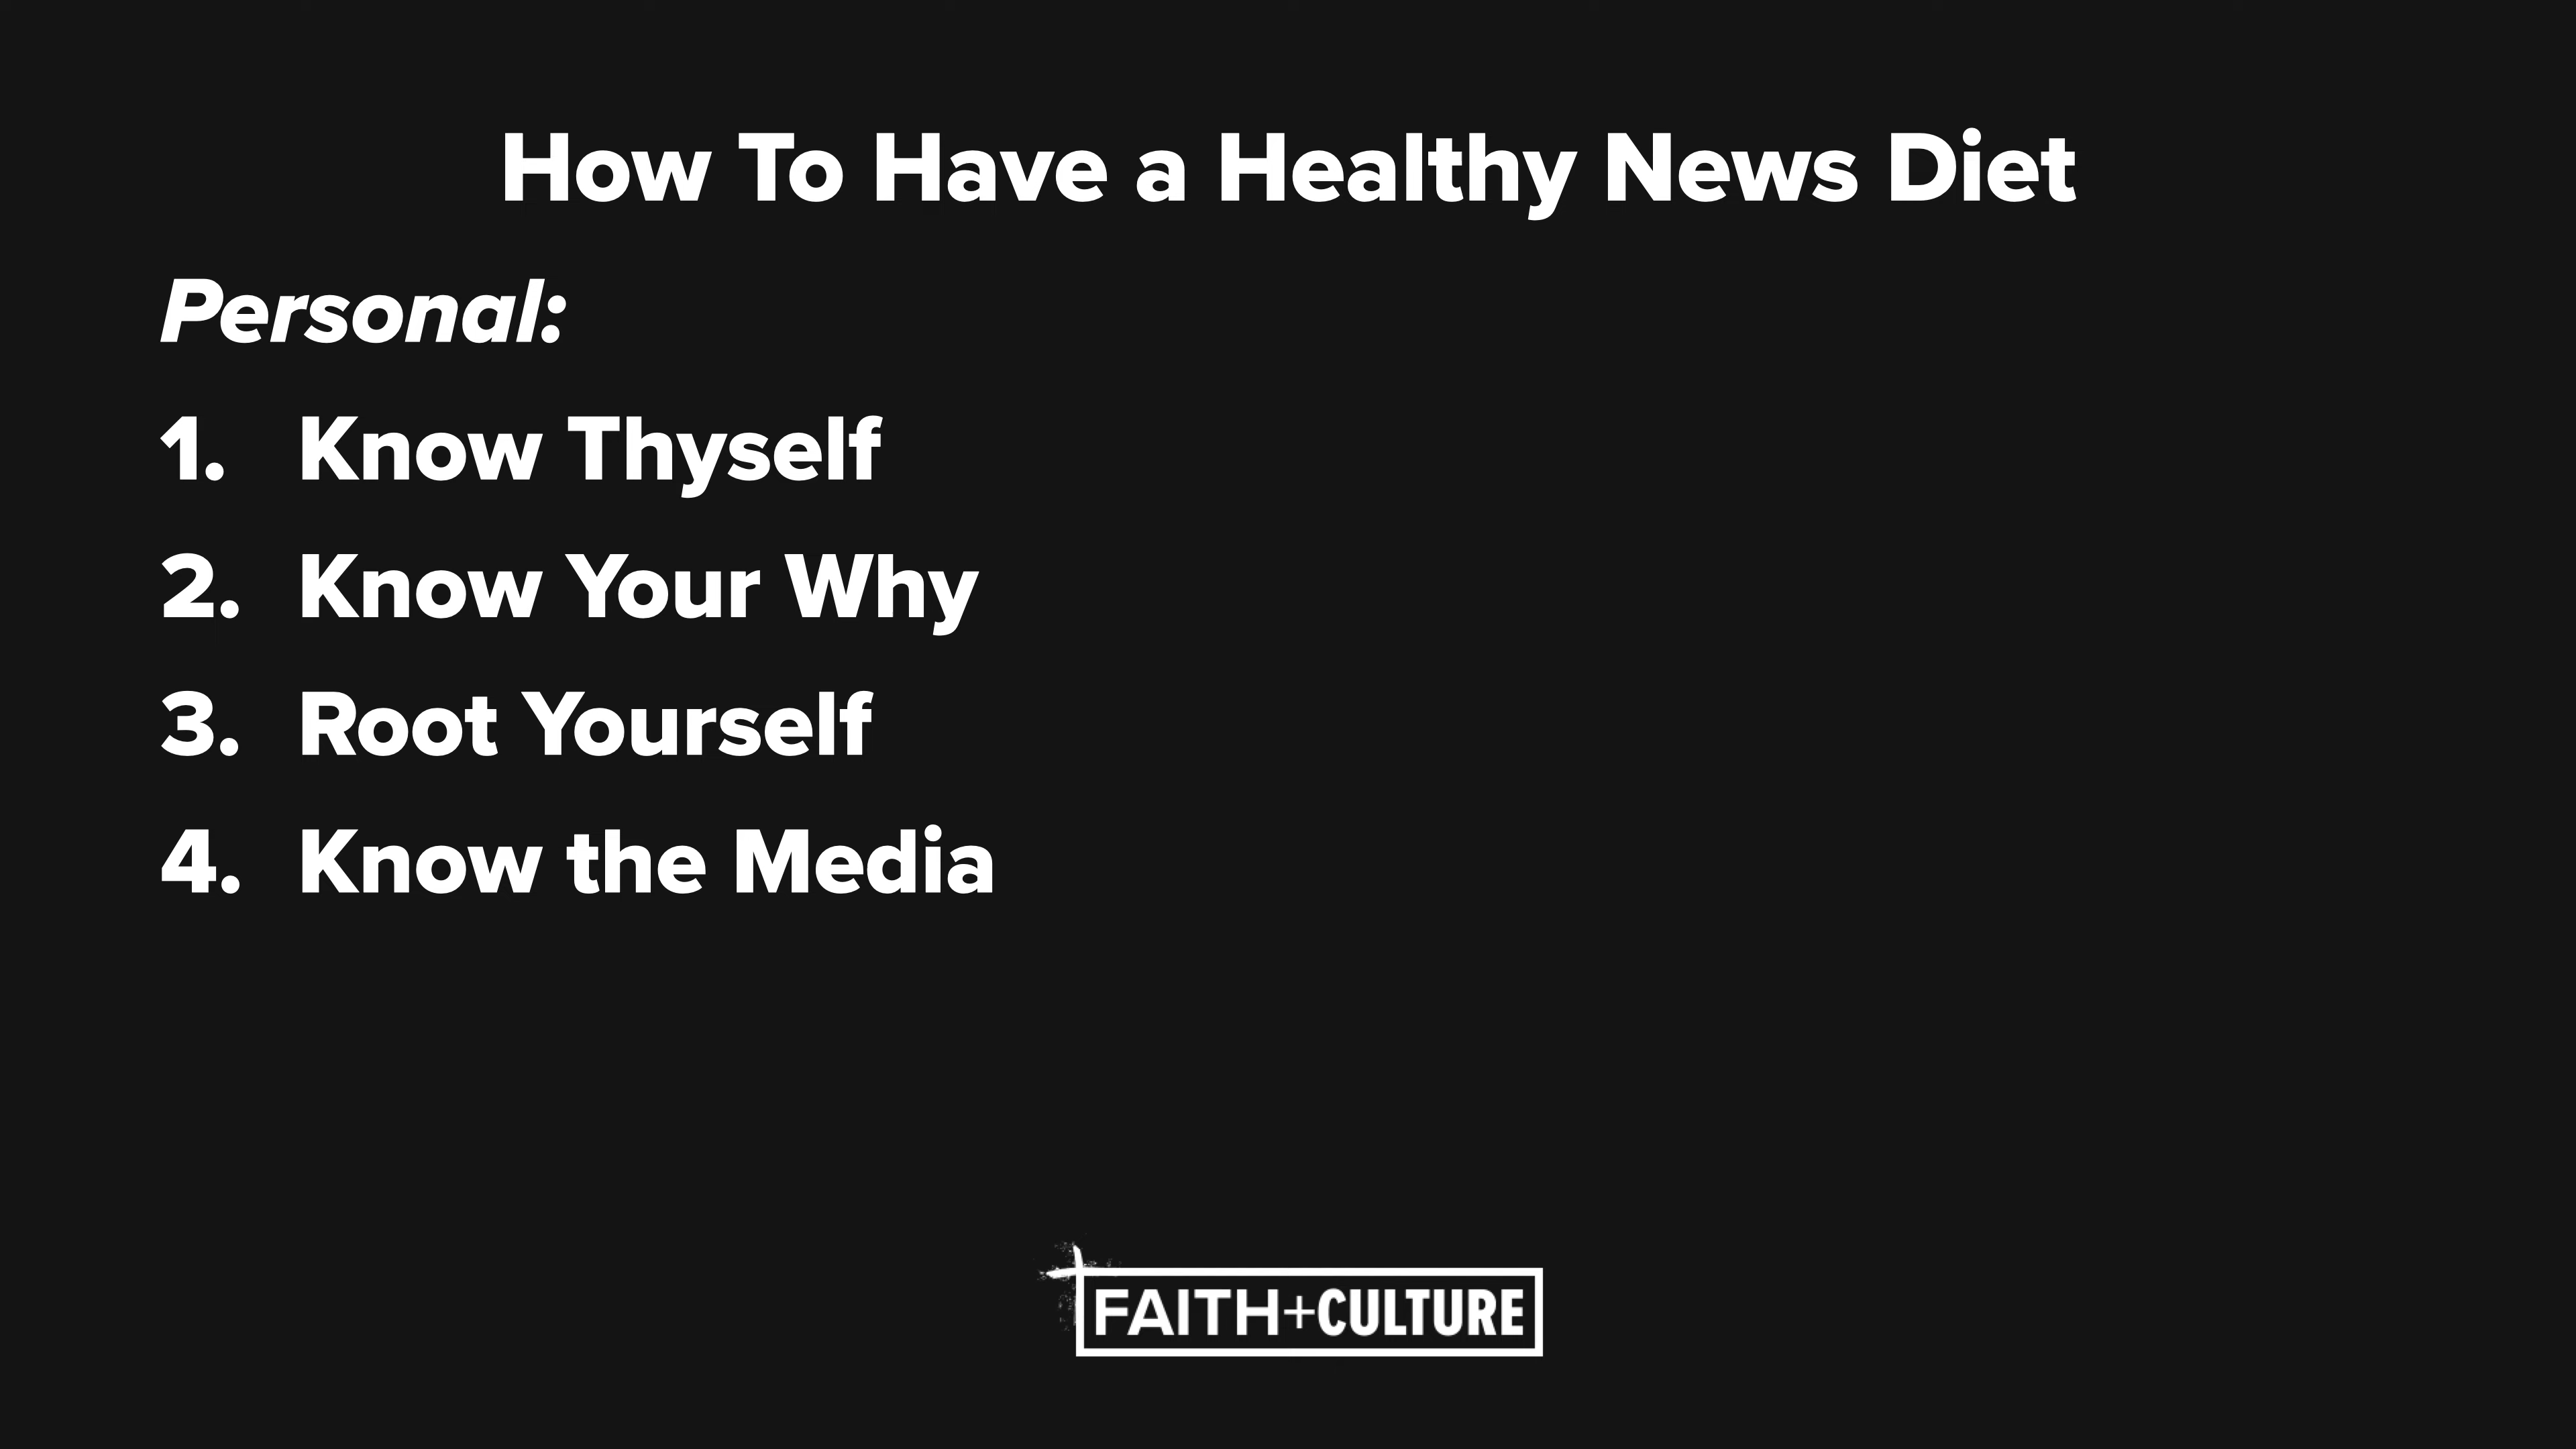 How To Have a Healthy News Diet
Personal:
1. Know Thyself
2. Know Your Why
3. Root Yourself
4. Know the Media
FAITH+CULTURE